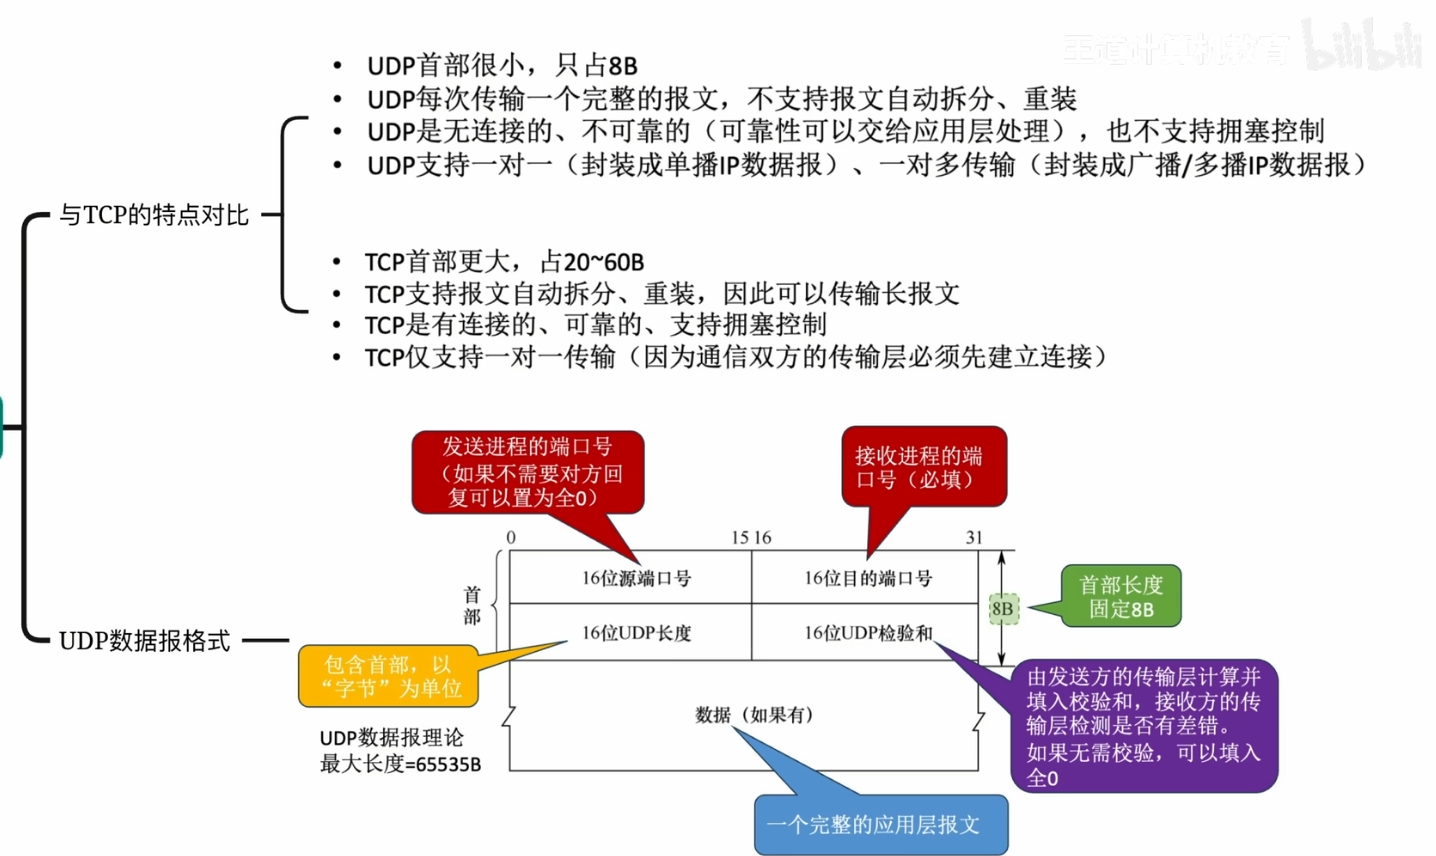 王道计算机教育 bilibili
• UDP首部很小，只占8B
• UDP每次传输一个完整的报文，不支持报文自动拆分、重装
• UDP是无连接的、不可靠的（可靠性可以交给应用层处理），也不支持拥塞控制
• UDP支持一对一（封装成单播IP数据报）、一对多传输（封装成广播/多播IP数据报）
与TCP的特点对比
• TCP首部更大，占20~60B
• TCP支持报文自动拆分、重装，因此可以传输长报文
• TCP是有连接的、可靠的、支持拥塞控制
• TCP仅支持一对一传输（因为通信双方的传输层必须先建立连接）
发送进程的端口号
（如果不需要对方回
复可以置为全0）
接收进程的端
口号（必填）
0 15 16 31
16位源端口号 16位目的端口号
首
部
8B
首部长度
固定8B
16位UDP长度 16位UDP检验和
UDP数据报格式
包含首部，以
“字节”为单位
由发送方的传输层计算并
填入校验和，接收方的传
输层检测是否有差错。
如果无需校验，可以填入
全0
数据（如果有）
UDP数据报理论
最大长度=65535B
一个完整的应用层报文